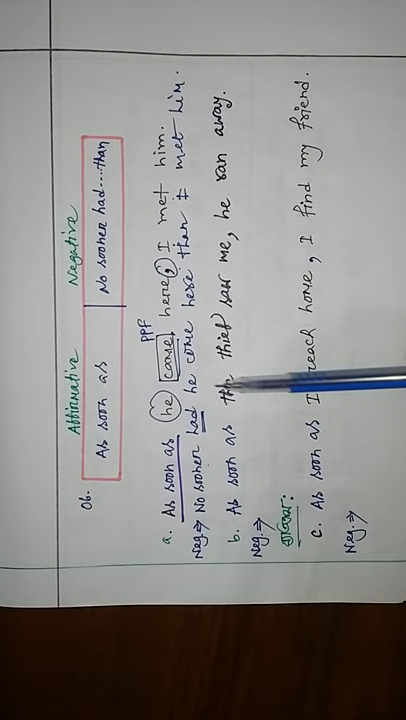 Affirmative Negative
06. As soon as No sooner had....than
PPF
a. As soon as he came here, I met him.
Neg⇒ No sooner had he come here than I met him.
b. As soon as the thief saw me, he ran away.
Neg.⇒
c. As soon as I reach home, I find my friend.
Neg.⇒